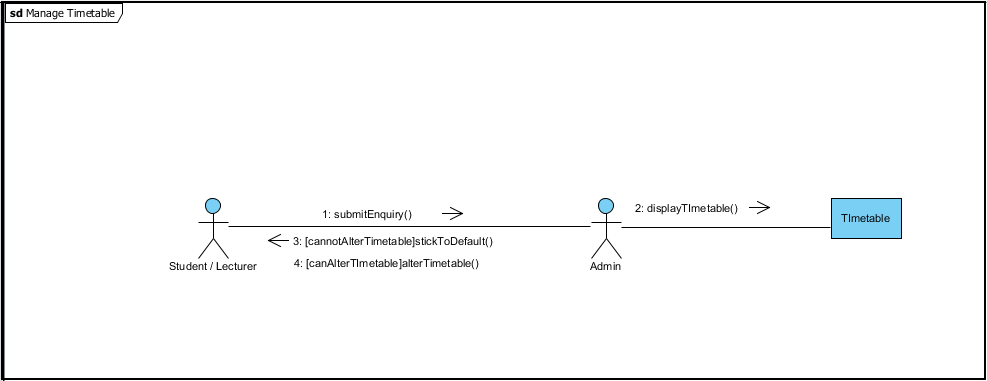 sd Manage Timetable
1: submitEnquiry()
2: displayTImetable()
TImetable
3: [cannotAlterTimetable]stickToDefault()
4: [canAlterTImetable]alterTimetable()
Student / Lecturer
Admin